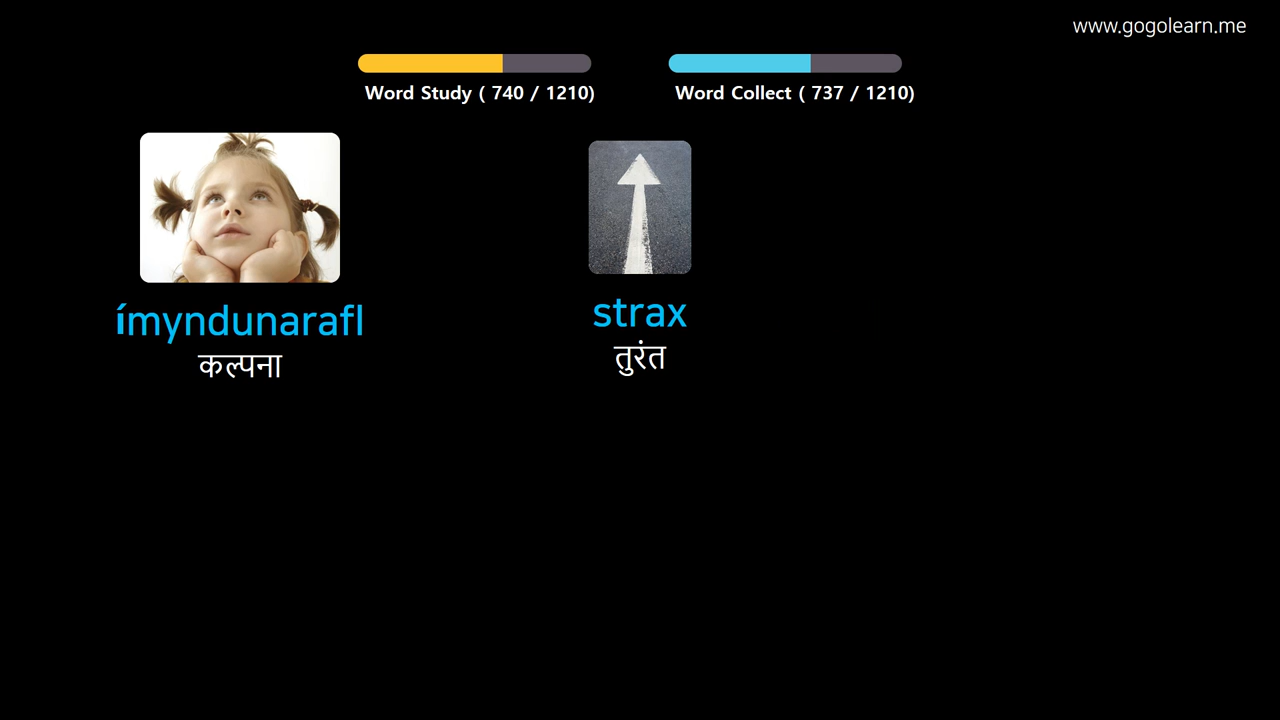 www.gogolearn.me
Word Study ( 740 / 1210)
Word Collect ( 737 / 1210)
ímyndunarafl
कल्पना
strax
तुरंत